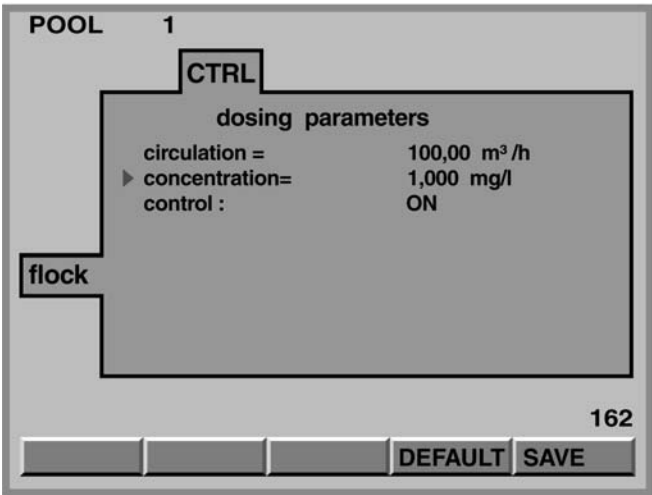 POOL 1
CTRL
dosing parameters
circulation = 100,00 m³/h
concentration= 1,000 mg/l
control : ON
flock
162
DEFAULT SAVE